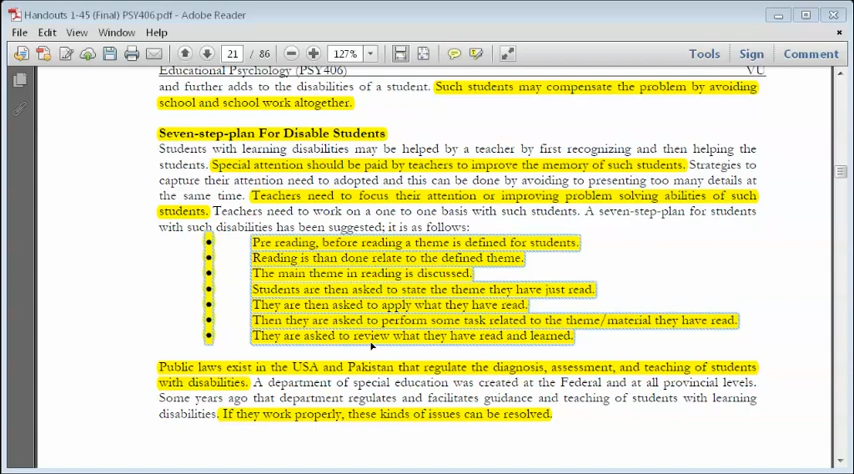 Handouts 1-45 (Final) PSY406.pdf - Adobe Reader
File Edit View Window Help
21 / 86 127% Tools Sign Comment
Educational Psychology (PSY406) VU
and further adds to the disabilities of a student. Such students may compensate the problem by avoiding
school and school work altogether.
Seven-step-plan For Disable Students
Students with learning disabilities may be helped by a teacher by first recognizing and then helping the
students. Special attention should be paid by teachers to improve the memory of such students. Strategies to
capture their attention need to adopted and this can be done by avoiding to presenting too many details at
the same time. Teachers need to focus their attention or improving problem solving abilities of such
students. Teachers need to work on a one to one basis with such students. A seven-step-plan for students
with such disabilities has been suggested; it is as follows:
• Pre reading, before reading a theme is defined for students.
• Reading is than done relate to the defined theme.
• The main theme in reading is discussed.
• Students are then asked to state the theme they have just read.
• They are then asked to apply what they have read.
• Then they are asked to perform some task related to the theme/material they have read.
• They are asked to review what they have read and learned.
Public laws exist in the USA and Pakistan that regulate the diagnosis, assessment, and teaching of students
with disabilities. A department of special education was created at the Federal and at all provincial levels.
Some years ago that department regulates and facilitates guidance and teaching of students with learning
disabilities. If they work properly, these kinds of issues can be resolved.